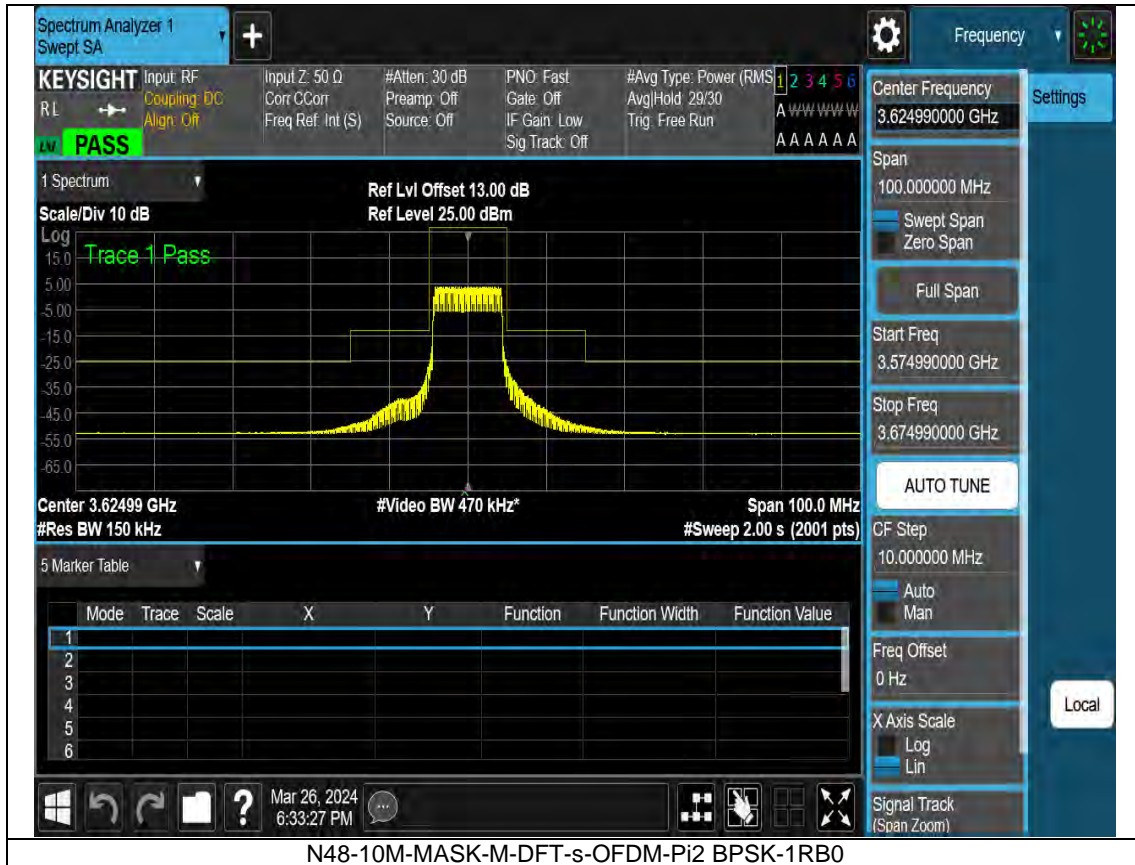 Spectrum Analyzer 1
Swept SA
+
Frequency
KEYSIGHT
RL
LNI PASS
Input: RF
Coupling: DC
Align: Off
Input Z: 50 Ω
Corr CCorr
Freq Ref: Int (S)
#Atten: 30 dB
Preamp: Off
Source: Off
PNO: Fast
Gate: Off
IF Gain: Low
Sig Track: Off
#Avg Type: Power (RMS
Avg|Hold: 29/30
Trig: Free Run
1 2 3 4 5 6
A W W W W W
A A A A A A
Center Frequency
3.624990000 GHz
Settings
Span
100.000000 MHz
Swept Span
Zero Span
Full Span
Start Freq
3.574990000 GHz
Stop Freq
3.674990000 GHz
AUTO TUNE
CF Step
10.000000 MHz
Auto
Man
Freq Offset
0 Hz
X Axis Scale
Log
Lin
Signal Track
(Span Zoom)
Local
1 Spectrum
Scale/Div 10 dB
Ref Lvl Offset 13.00 dB
Ref Level 25.00 dBm
Log
Trace 1 Pass
15.0
5.00
-5.00
-15.0
-25.0
-35.0
-45.0
-55.0
-65.0
Center 3.62499 GHz
#Video BW 470 kHz*
Span 100.0 MHz
#Res BW 150 kHz
#Sweep 2.00 s (2001 pts)
5 Marker Table
Mode Trace Scale X Y Function Function Width Function Value
1
2
3
4
5
6
?
Mar 26, 2024
6:33:27 PM
N48-10M-MASK-M-DFT-s-OFDM-Pi2 BPSK-1RB0